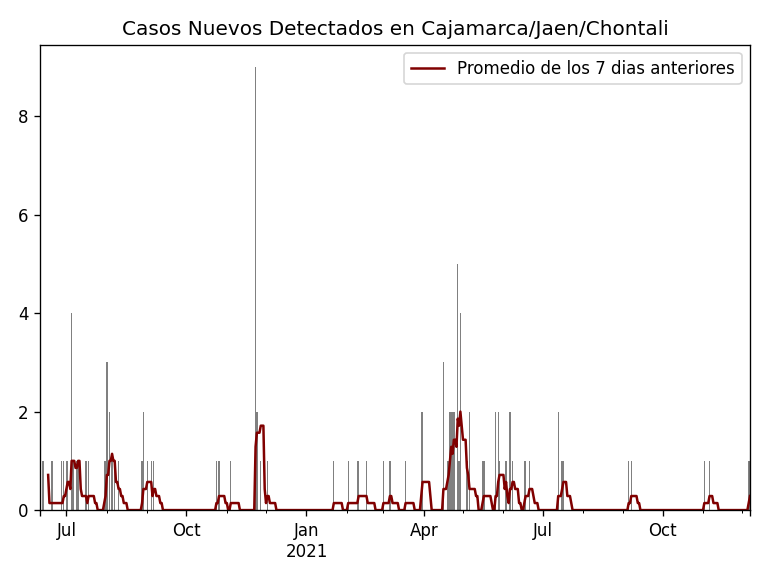 Casos Nuevos Detectados en Cajamarca/Jaen/Chontali
Promedio de los 7 dias anteriores
8
6
4
2
0
Jul Oct Jan Apr Jul Oct
2021